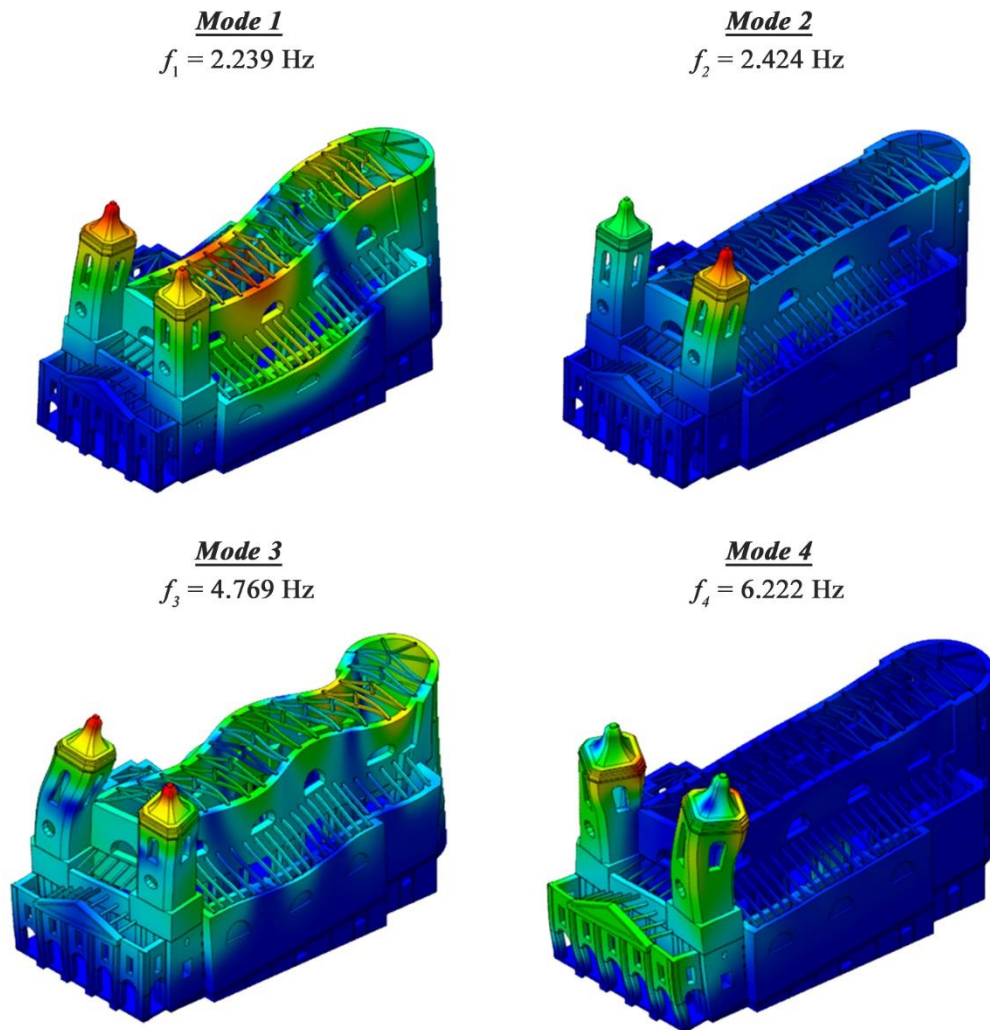 Mode 1
f₁ = 2.239 Hz
Mode 2
f₂ = 2.424 Hz
Mode 3
f₃ = 4.769 Hz
Mode 4
f₄ = 6.222 Hz